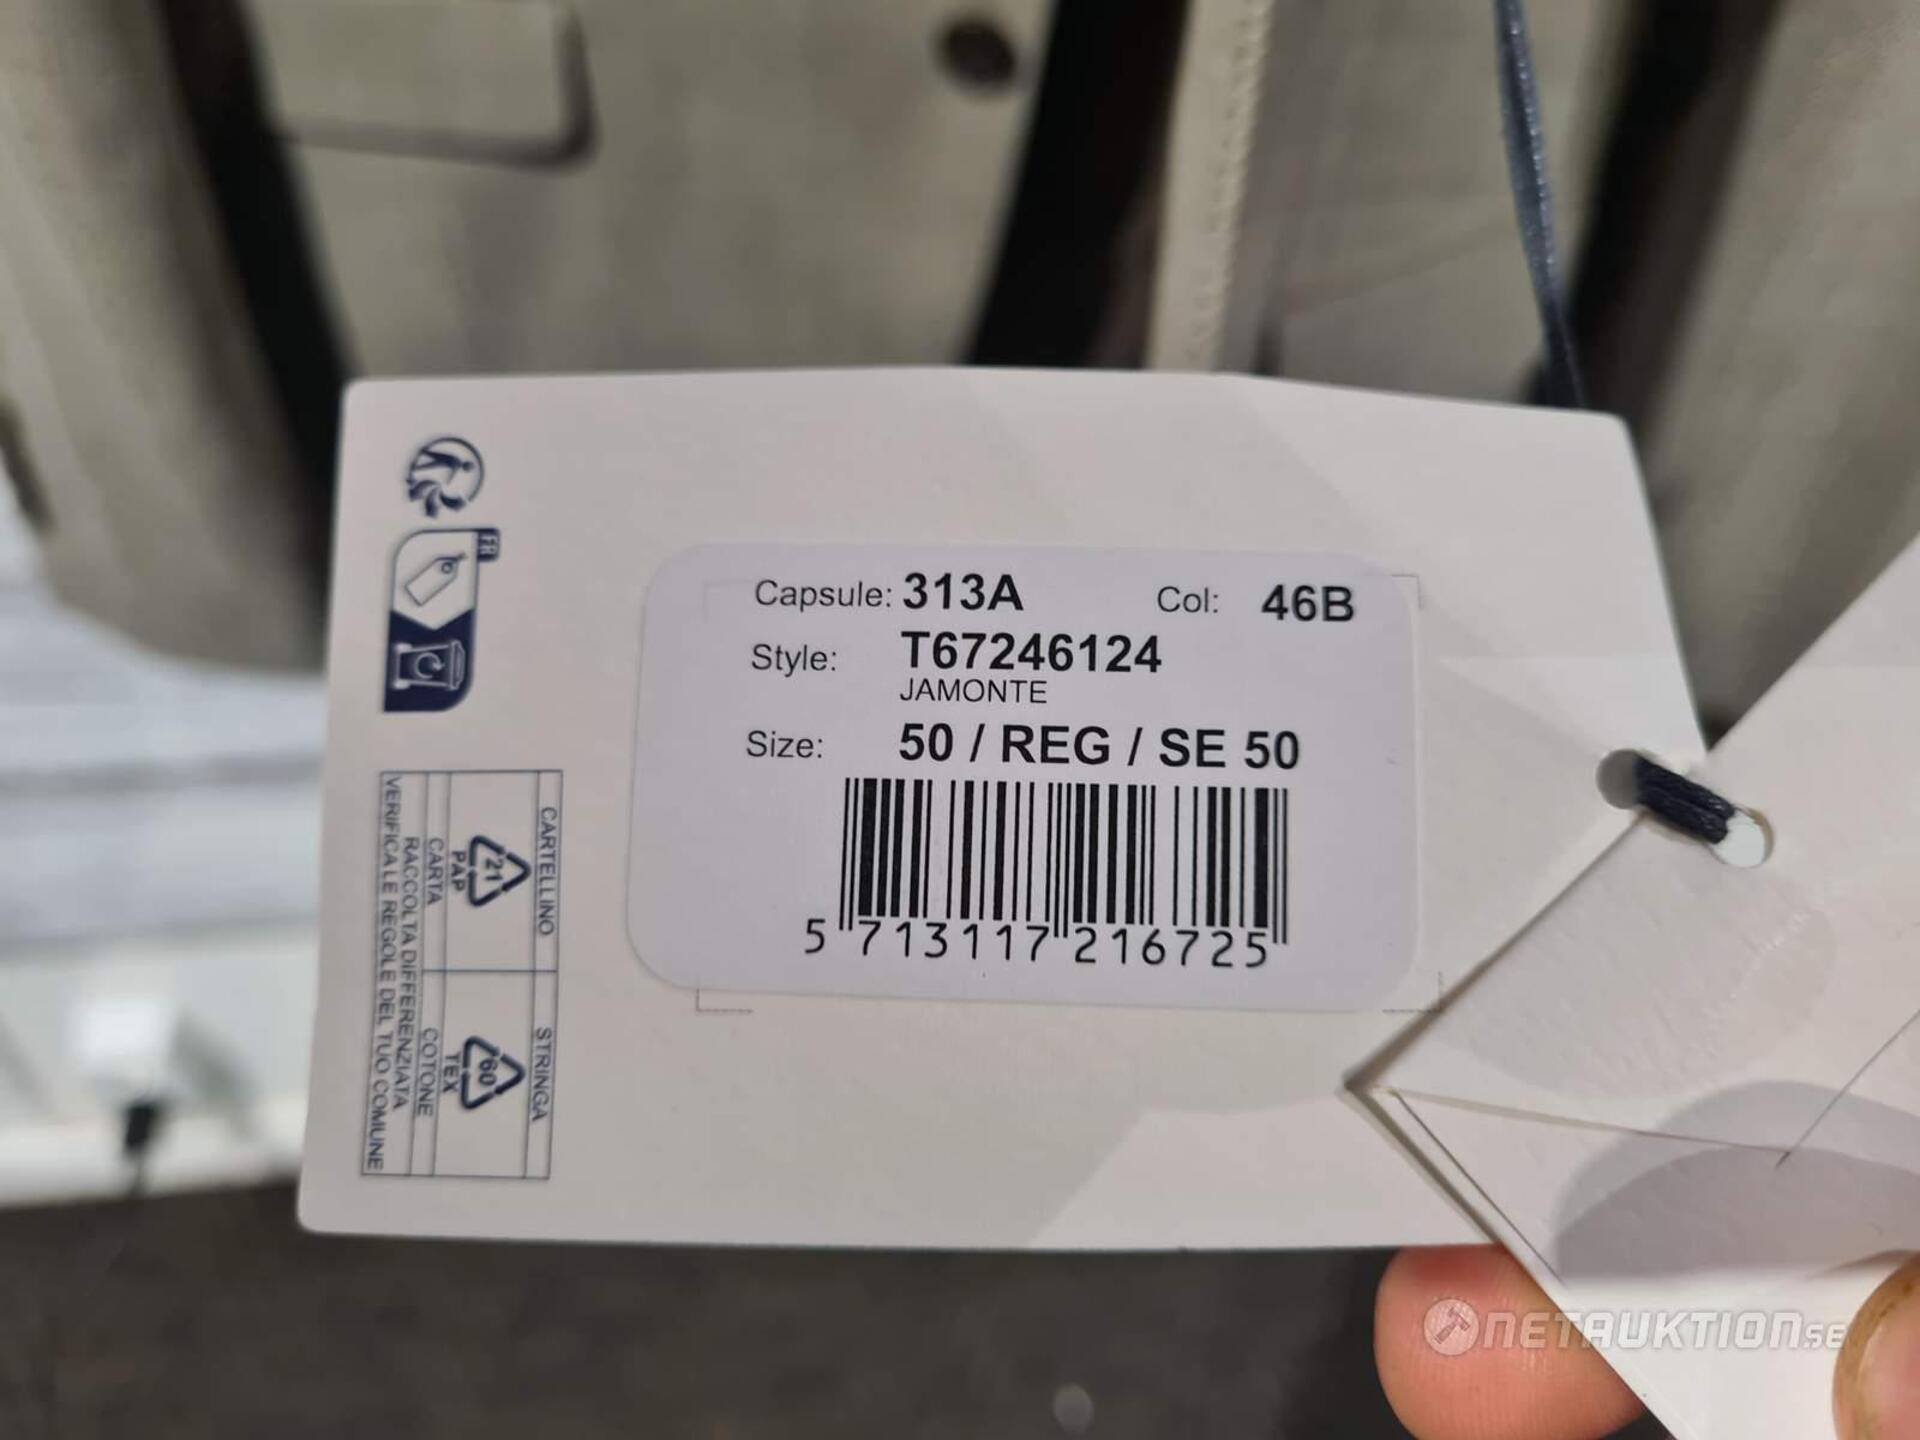 Capsule: 313A Col: 46B
Style: T67246124
JAMONTE
Size: 50 / REG / SE 50
5 713117 216725
FR
CARTELLINO
21
PAP
CARTA
STRINGA
60
TEX
COTONE
RACCOLTA DIFFERENZIATA
VERIFICA LE REGOLE DEL TUO COMUNE
NETAUKTION.SE